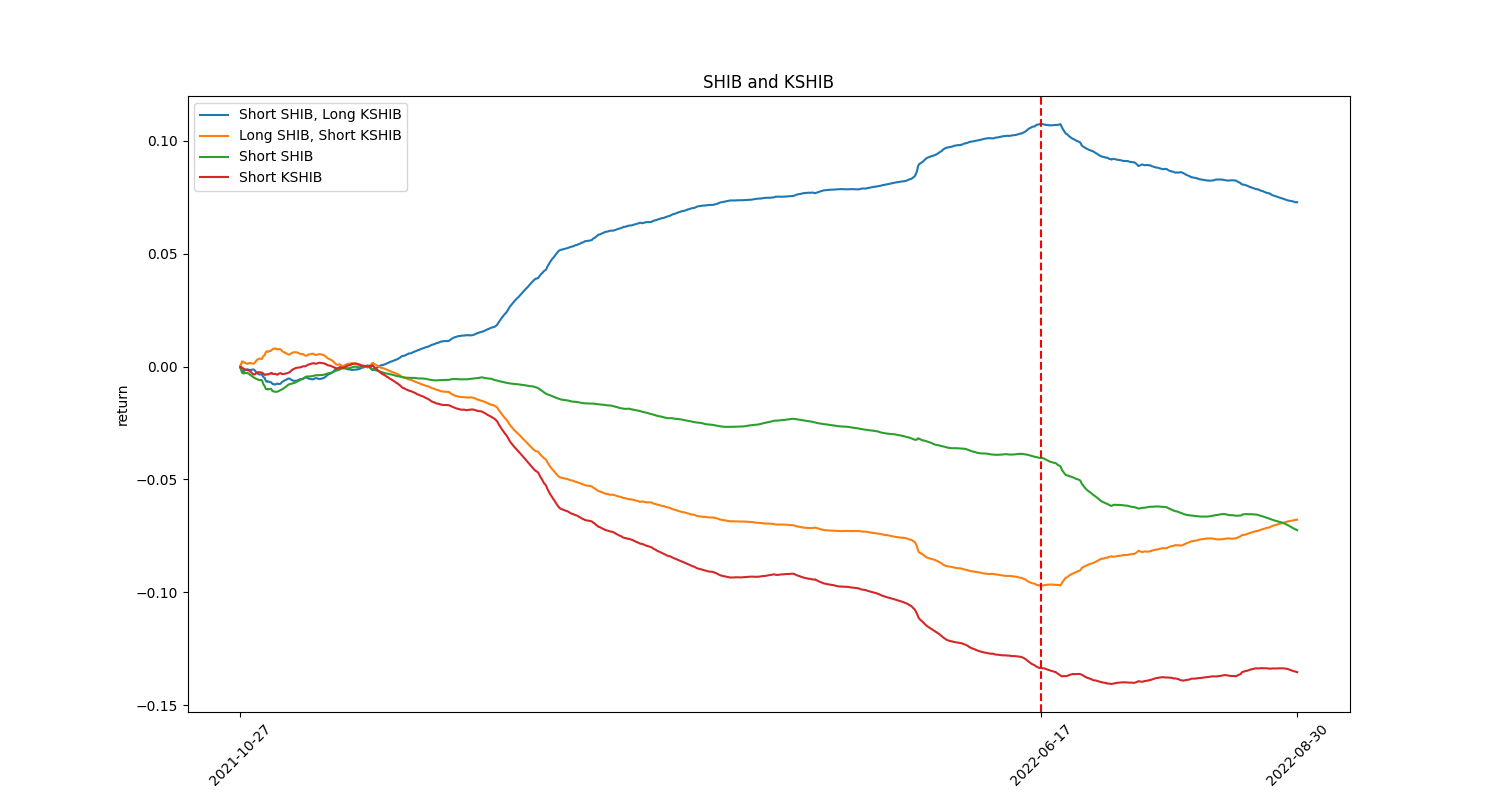 SHIB and KSHIB
Short SHIB, Long KSHIB
Long SHIB, Short KSHIB
Short SHIB
Short KSHIB
0.10
0.05
0.00
−0.05
−0.10
−0.15
return
2021-10-27
2022-06-17
2022-08-30